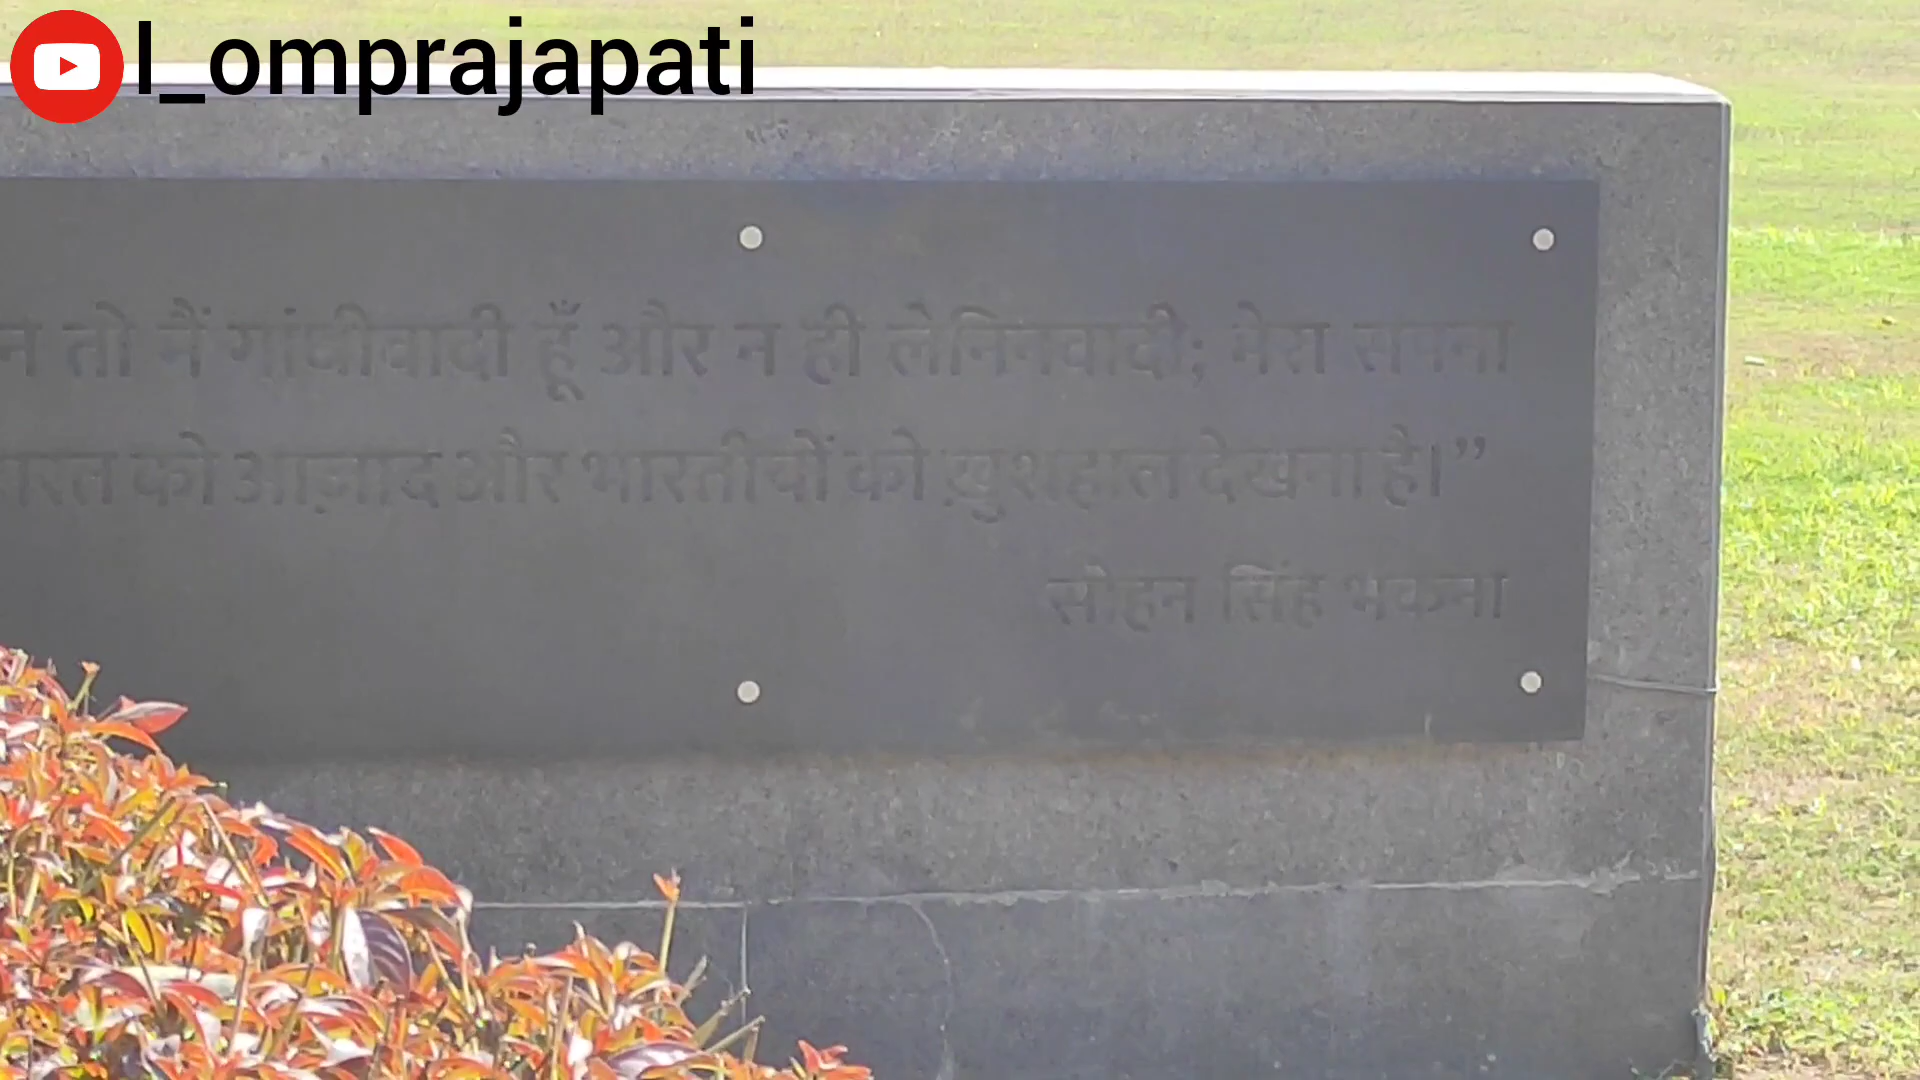 l_omprajapati
न तो मैं गांधीवादी हूँ और न ही लेनिनवादी; मेरा सपना
भारत को आज़ाद और भारतीयों को ख़ुशहाल देखना है।”
सोहन सिंह भकना